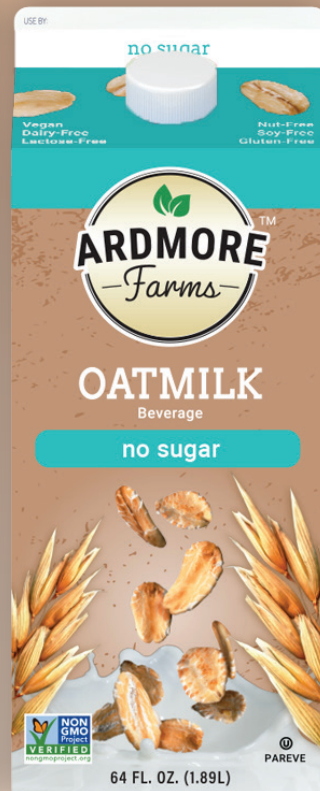 USE BY:
no sugar
Vegan
Dairy-Free
Lactose-Free
Nut-Free
Soy-Free
Gluten-Free
ARDMORE
Farms
TM
OATMILK
Beverage
no sugar
NON
GMO
Project
VERIFIED
nongmoproject.org
U
PAREVE
64 FL. OZ. (1.89L)